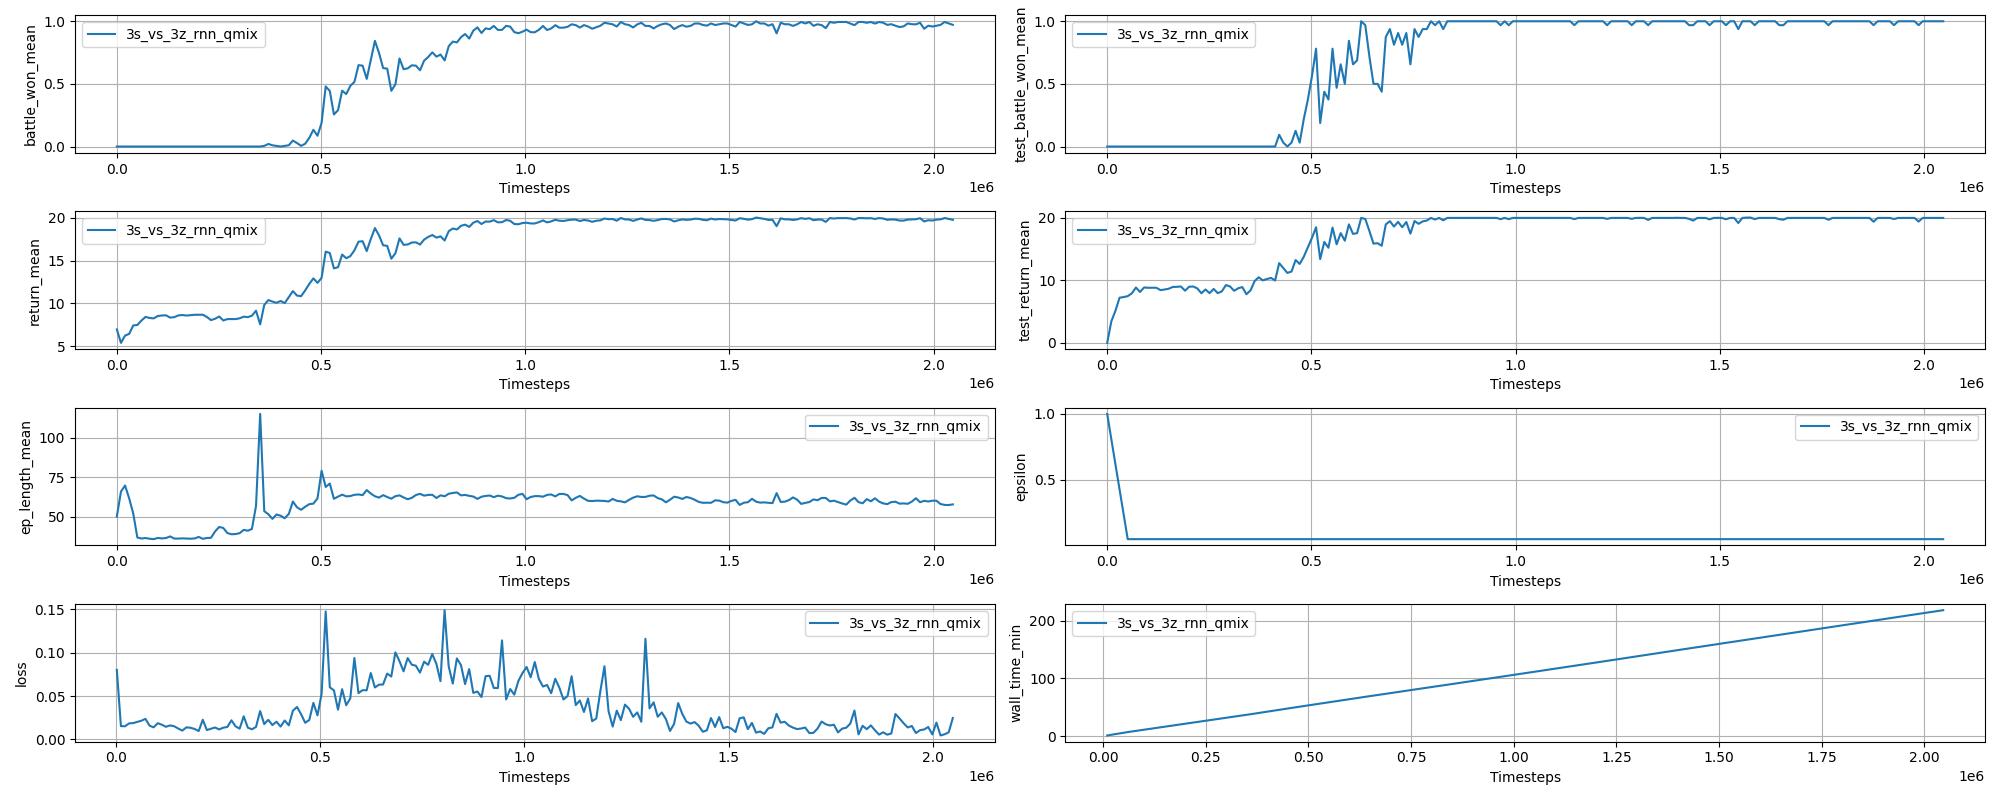 1.0
0.5
0.0
battle_won_mean
3s_vs_3z_rnn_qmix
0.0 0.5 1.0 1.5 2.0
Timesteps
1e6
1.0
0.5
0.0
test_battle_won_mean
3s_vs_3z_rnn_qmix
0.0 0.5 1.0 1.5 2.0
Timesteps
1e6
20
15
10
5
return_mean
3s_vs_3z_rnn_qmix
0.0 0.5 1.0 1.5 2.0
Timesteps
1e6
20
10
0
test_return_mean
3s_vs_3z_rnn_qmix
0.0 0.5 1.0 1.5 2.0
Timesteps
1e6
100
75
50
ep_length_mean
3s_vs_3z_rnn_qmix
0.0 0.5 1.0 1.5 2.0
Timesteps
1e6
1.0
0.5
epsilon
3s_vs_3z_rnn_qmix
0.0 0.5 1.0 1.5 2.0
Timesteps
1e6
0.15
0.10
0.05
0.00
loss
3s_vs_3z_rnn_qmix
0.0 0.5 1.0 1.5 2.0
Timesteps
1e6
200
100
0
wall_time_min
3s_vs_3z_rnn_qmix
0.00 0.25 0.50 0.75 1.00 1.25 1.50 1.75 2.00
Timesteps
1e6